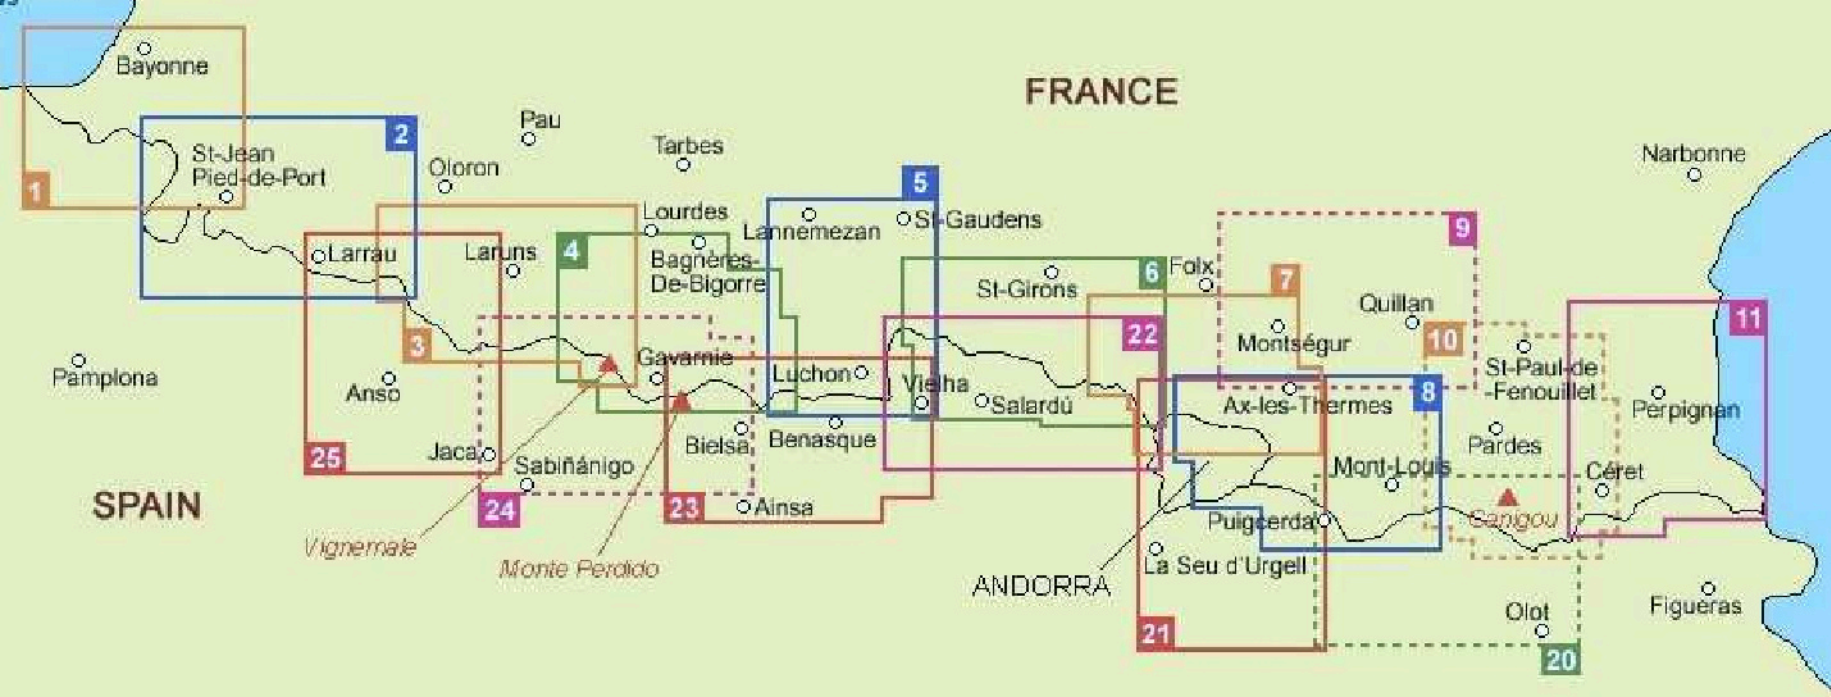 Bayonne
FRANCE
1
2
St-Jean
Pied-de-Port
Oloron
Pau
Tarbes
Narbonne
5
Lourdes
Lannemezan
St-Gaudens
9
Larrau
Laruns
4
Bagnères-
De-Bigorre
St-Girons
6
Foix
7
Quillan
3
22
Montségur
10
11
Pamplona
Anso
Gavarnie
Luchon
Vielha
Salardú
Ax-les-Thermes
8
St-Paul-de
-Fenouillet
Perpignan
25
Jaca
Sabiñánigo
Bielsa
Benasque
Mont-Louis
Pardes
Céret
SPAIN
24
23
Ainsa
Puigcerda
Canigou
Vignemale
Monte Perdido
ANDORRA
La Seu d'Urgell
Olot
Figueras
21
20